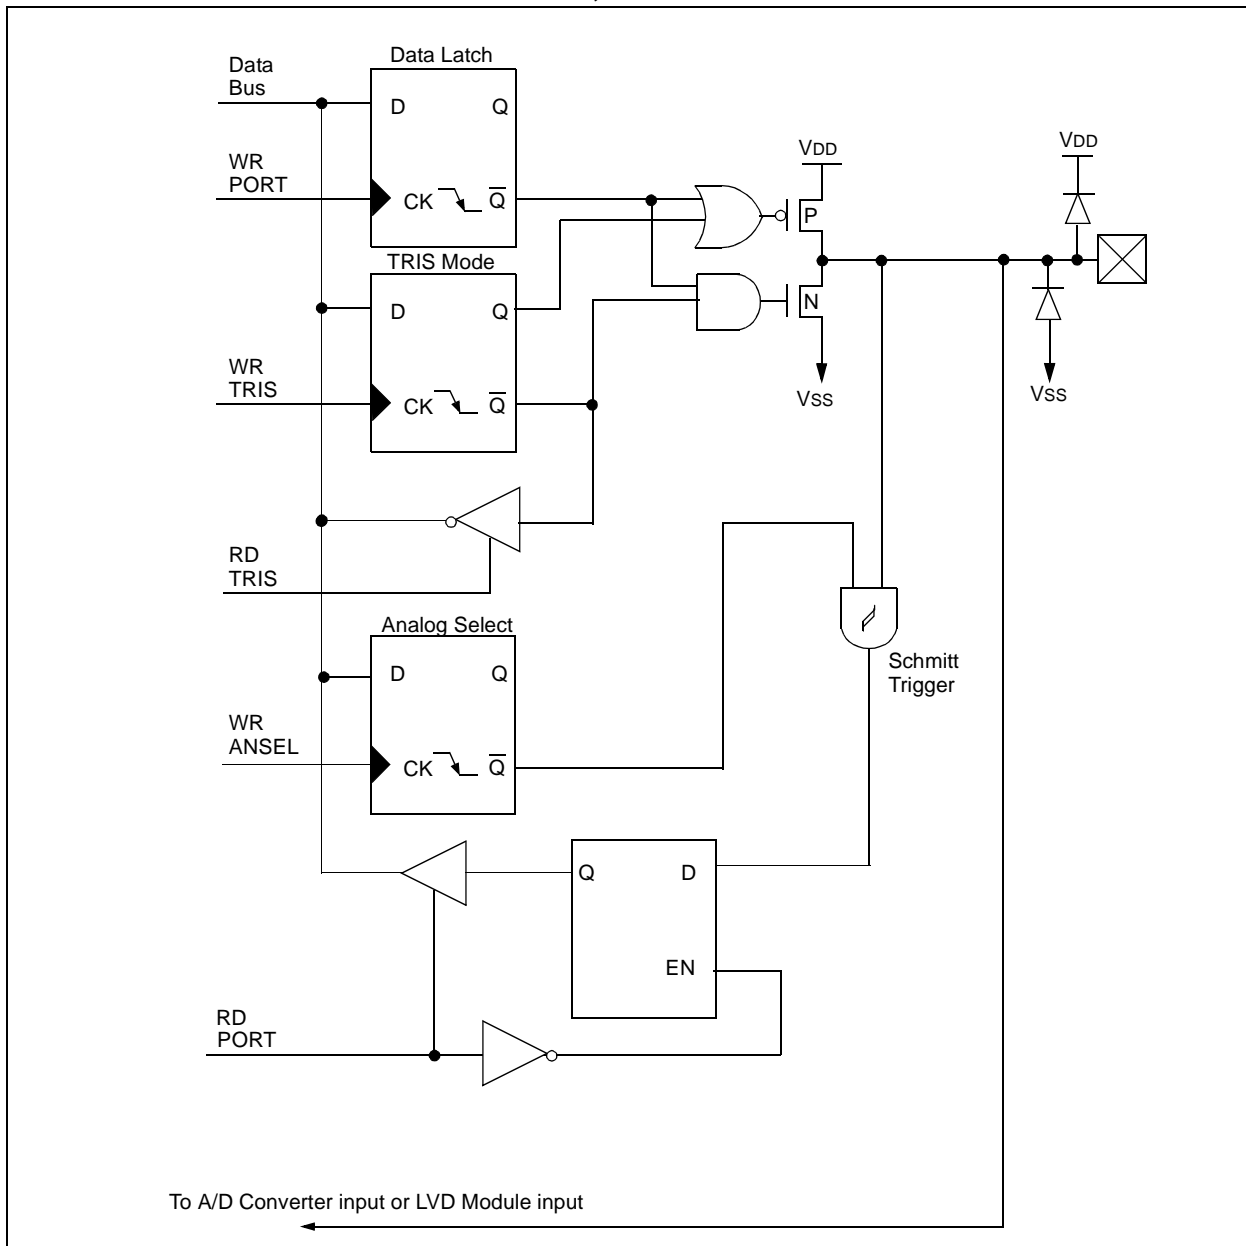 Data Latch
Data
Bus
D
Q
WR
PORT
CK
Q
VDD
VDD
P
TRIS Mode
D
Q
N
WR
TRIS
CK
Q
VSS
VSS
RD
TRIS
Analog Select
D
Q
Schmitt
Trigger
WR
ANSEL
CK
Q
Q
D
EN
RD
PORT
To A/D Converter input or LVD Module input